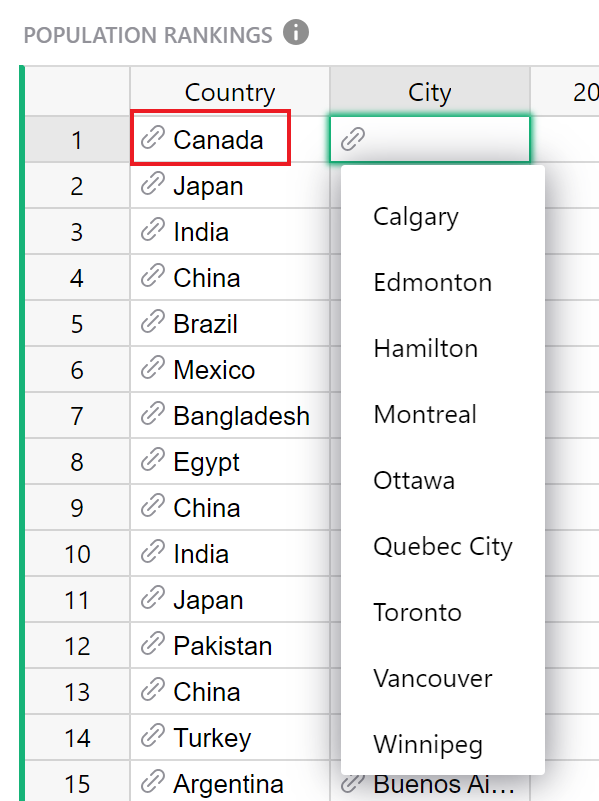 POPULATION RANKINGS
Country City 20
1 Canada
2 Japan
Calgary
3 India
4 China
Edmonton
5 Brazil
Hamilton
6 Mexico
7 Bangladesh
Montreal
8 Egypt
Ottawa
9 China
10 India
Quebec City
11 Japan
Toronto
12 Pakistan
13 China
Vancouver
14 Turkey
Winnipeg
15 Argentina Buenos Ai...